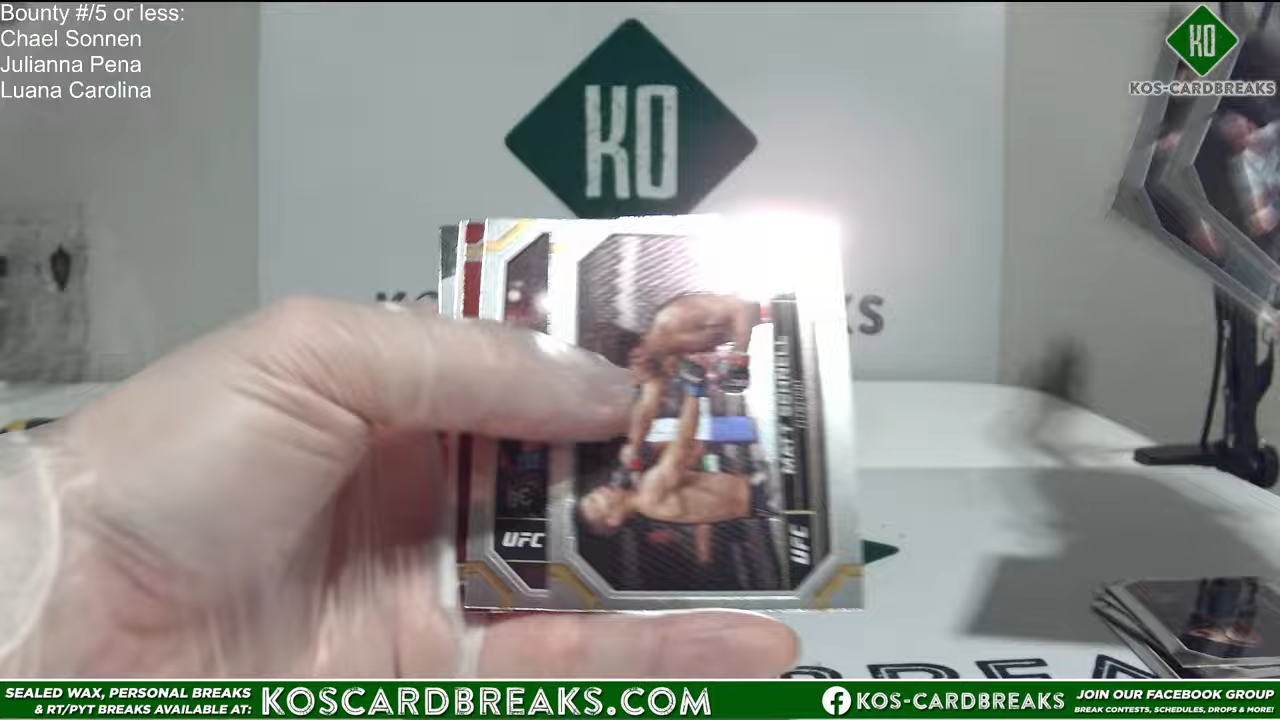 Bounty #/5 or less:
Chael Sonnen
Julianna Pena
Luana Carolina
KO
KO
KOS-CARDBREAKS
KS
MATT
UFC
UFC
SEALED WAX, PERSONAL BREAKS
& RT/PYT BREAKS AVAILABLE AT:
KOSCARDBREAKS.COM
KOS-CARDBREAKS
JOIN OUR FACEBOOK GROUP
BREAK CONTESTS, SCHEDULES, DROPS & MORE!